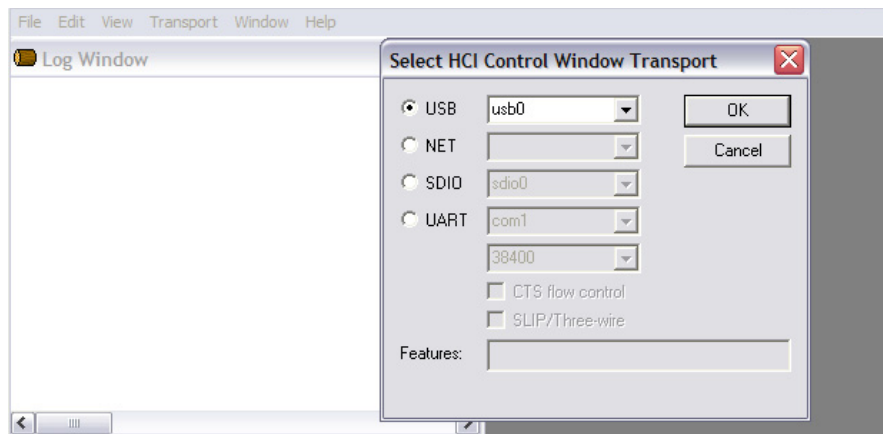 File Edit View Transport Window Help
Log Window
Select HCI Control Window Transport
USB usb0 OK
NET Cancel
SDIO sdio0
UART com1
38400
CTS flow control
SLIP/Three-wire
Features: